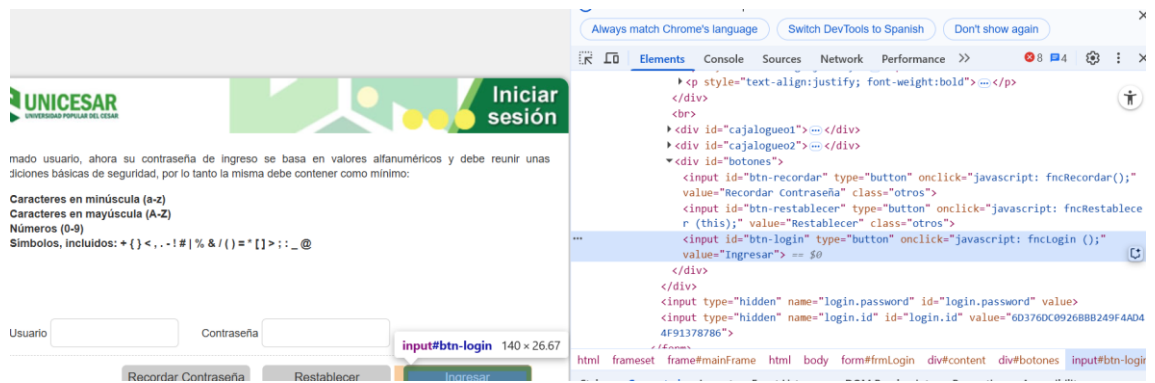 Always match Chrome's language Switch DevTools to Spanish Don't show again
Elements Console Sources Network Performance 8 4
<p style="text-align:justify; font-weight:bold">…</p>
</div>
<br>
<div id="cajalogueo1">…</div>
<div id="cajalogueo2">…</div>
<div id="botones">
<input id="btn-recordar" type="button" onclick="javascript: fncRecordar();"
value="Recordar Contraseña" class="otros">
<input id="btn-restablecer" type="button" onclick="javascript: fncRestablece
r (this);" value="Restablecer" class="otros">
<input id="btn-login" type="button" onclick="javascript: fncLogin ();"
value="Ingresar"> == $0
</div>
</div>
<input type="hidden" name="login.password" id="login.password" value>
<input type="hidden" name="login.id" id="login.id" value="6D376DC0926BBB249F4AD4
4F91378786">
</form>
html frameset frame#mainFrame html body form#frmLogin div#content div#botones input#btn-login
UNICESAR
UNIVERSIDAD POPULAR DEL CESAR
Iniciar
sesión
mado usuario, ahora su contraseña de ingreso se basa en valores alfanuméricos y debe reunir unas
diciones básicas de seguridad, por lo tanto la misma debe contener como mínimo:
Caracteres en minúscula (a-z)
Caracteres en mayúscula (A-Z)
Números (0-9)
Símbolos, incluidos: + { } < , . - ! # | % & / ( ) = * [ ] > ; : _ @
Usuario Contraseña
input#btn-login 140 × 26.67
Recordar Contraseña Restablecer Ingresar